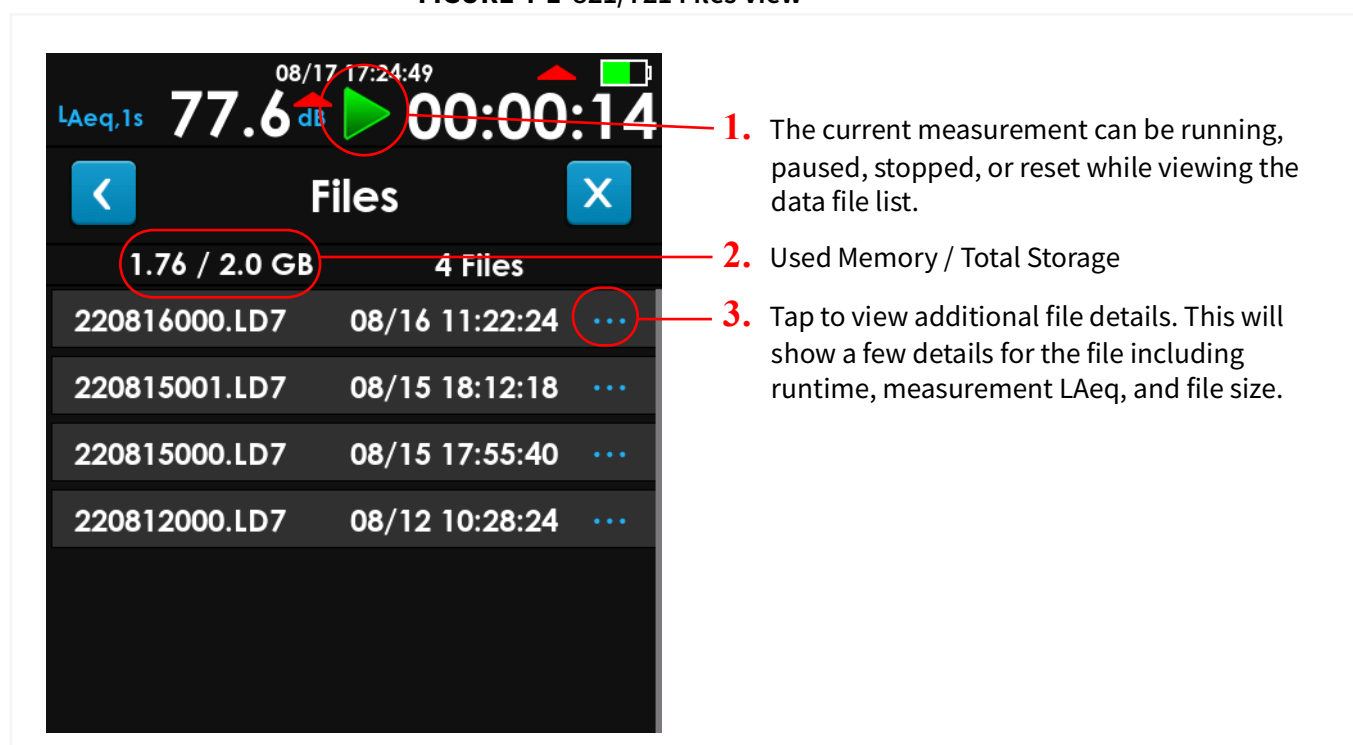 08/17 17:24:49
LAeq,1s 77.6 dB 00:00:14
Files
1.76 / 2.0 GB 4 Files
220816000.LD7 08/16 11:22:24 ...
220815001.LD7 08/15 18:12:18 ...
220815000.LD7 08/15 17:55:40 ...
220812000.LD7 08/12 10:28:24 ...
1. The current measurement can be running,
paused, stopped, or reset while viewing the
data file list.
2. Used Memory / Total Storage
3. Tap to view additional file details. This will
show a few details for the file including
runtime, measurement LAeq, and file size.